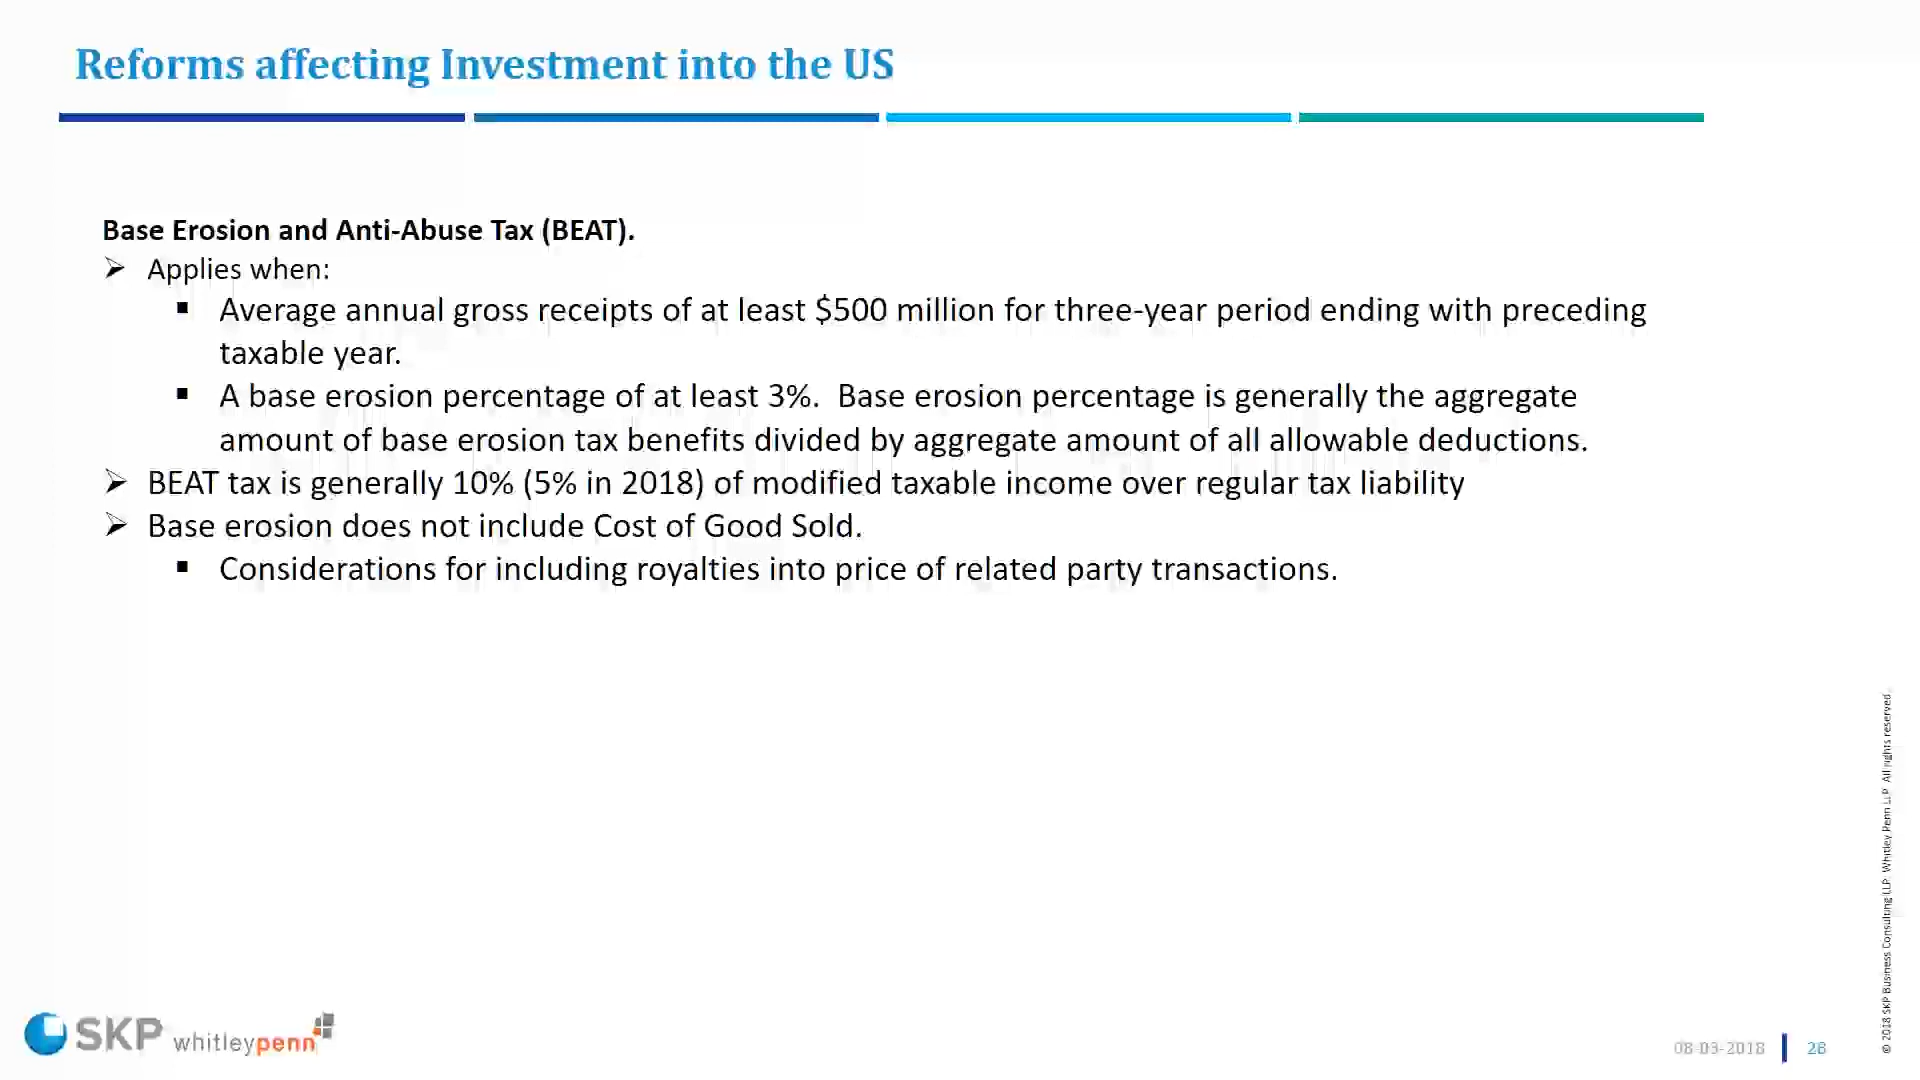 Reforms affecting Investment into the US
Base Erosion and Anti-Abuse Tax (BEAT).
➢ Applies when:
▪ Average annual gross receipts of at least $500 million for three-year period ending with preceding
taxable year.
▪ A base erosion percentage of at least 3%.  Base erosion percentage is generally the aggregate
amount of base erosion tax benefits divided by aggregate amount of all allowable deductions.
➢ BEAT tax is generally 10% (5% in 2018) of modified taxable income over regular tax liability
➢ Base erosion does not include Cost of Good Sold.
▪ Considerations for including royalties into price of related party transactions.
© 2018 SKP Business Consulting LLP. Whitley Penn LLP. All rights reserved.
SKP whitleypenn
08-03-2018
26